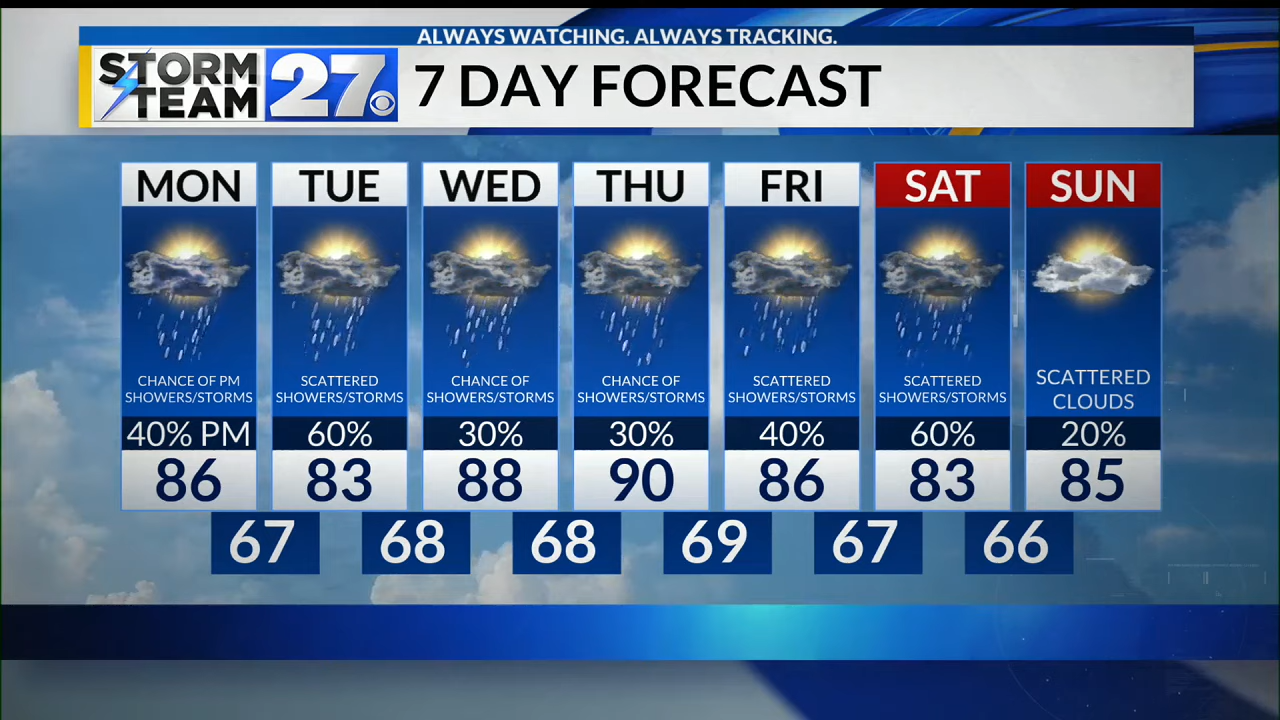 ALWAYS WATCHING. ALWAYS TRACKING.
STORM
TEAM
27
7 DAY FORECAST
MON
TUE
WED
THU
FRI
SAT
SUN
CHANCE OF PM
SHOWERS/STORMS
SCATTERED
SHOWERS/STORMS
CHANCE OF
SHOWERS/STORMS
CHANCE OF
SHOWERS/STORMS
SCATTERED
SHOWERS/STORMS
SCATTERED
SHOWERS/STORMS
SCATTERED
CLOUDS
40% PM
60%
30%
30%
40%
60%
20%
86
83
88
90
86
83
85
67
68
68
69
67
66